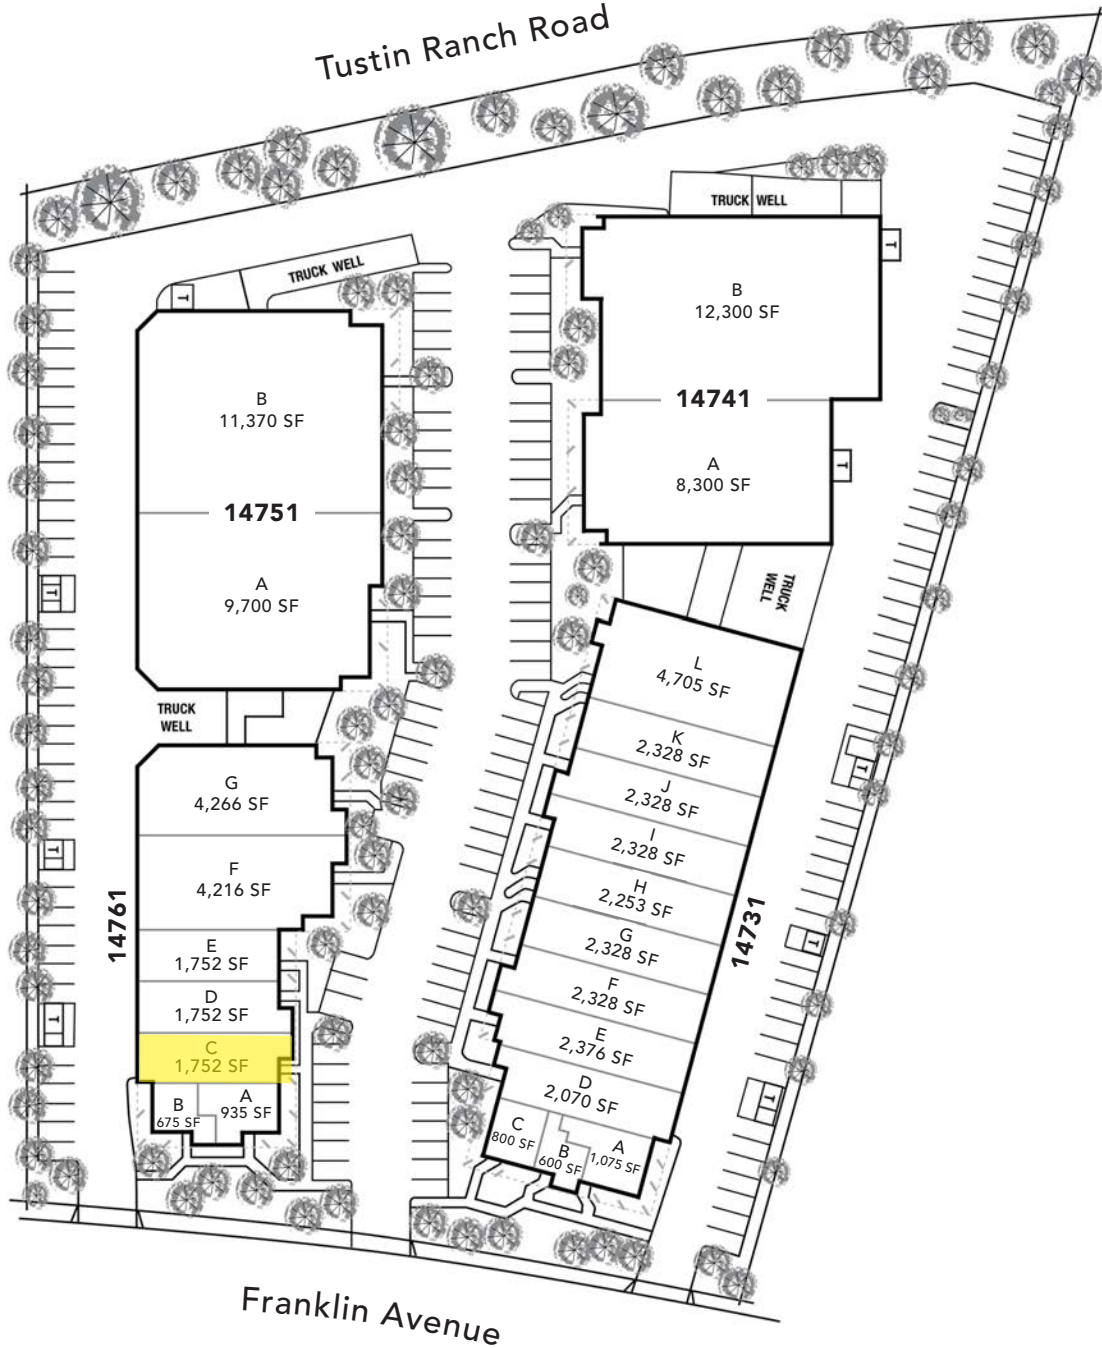 Tustin Ranch Road
TRUCK WELL
T
B
12,300 SF
14741
A
8,300 SF
T
TRUCK
WELL
TRUCK WELL
T
B
11,370 SF
14751
A
9,700 SF
T
TRUCK
WELL
G
4,266 SF
F
4,216 SF
E
1,752 SF
D
1,752 SF
C
1,752 SF
B
675 SF
A
935 SF
14761
T
T
L
4,705 SF
K
2,328 SF
J
2,328 SF
I
2,328 SF
H
2,253 SF
G
2,328 SF
F
2,328 SF
E
2,376 SF
D
2,070 SF
C
800 SF
B
600 SF
A
1,075 SF
14731
T
T
T
Franklin Avenue